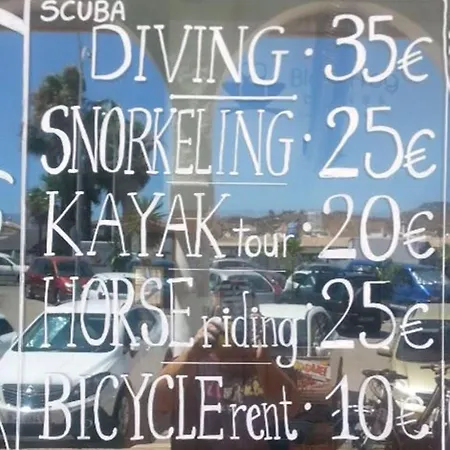 SCUBA
DIVING · 35€
SNORKELING · 25€
KAYAK tour · 20€
HORSE riding · 25€
BICYCLE rent · 10€